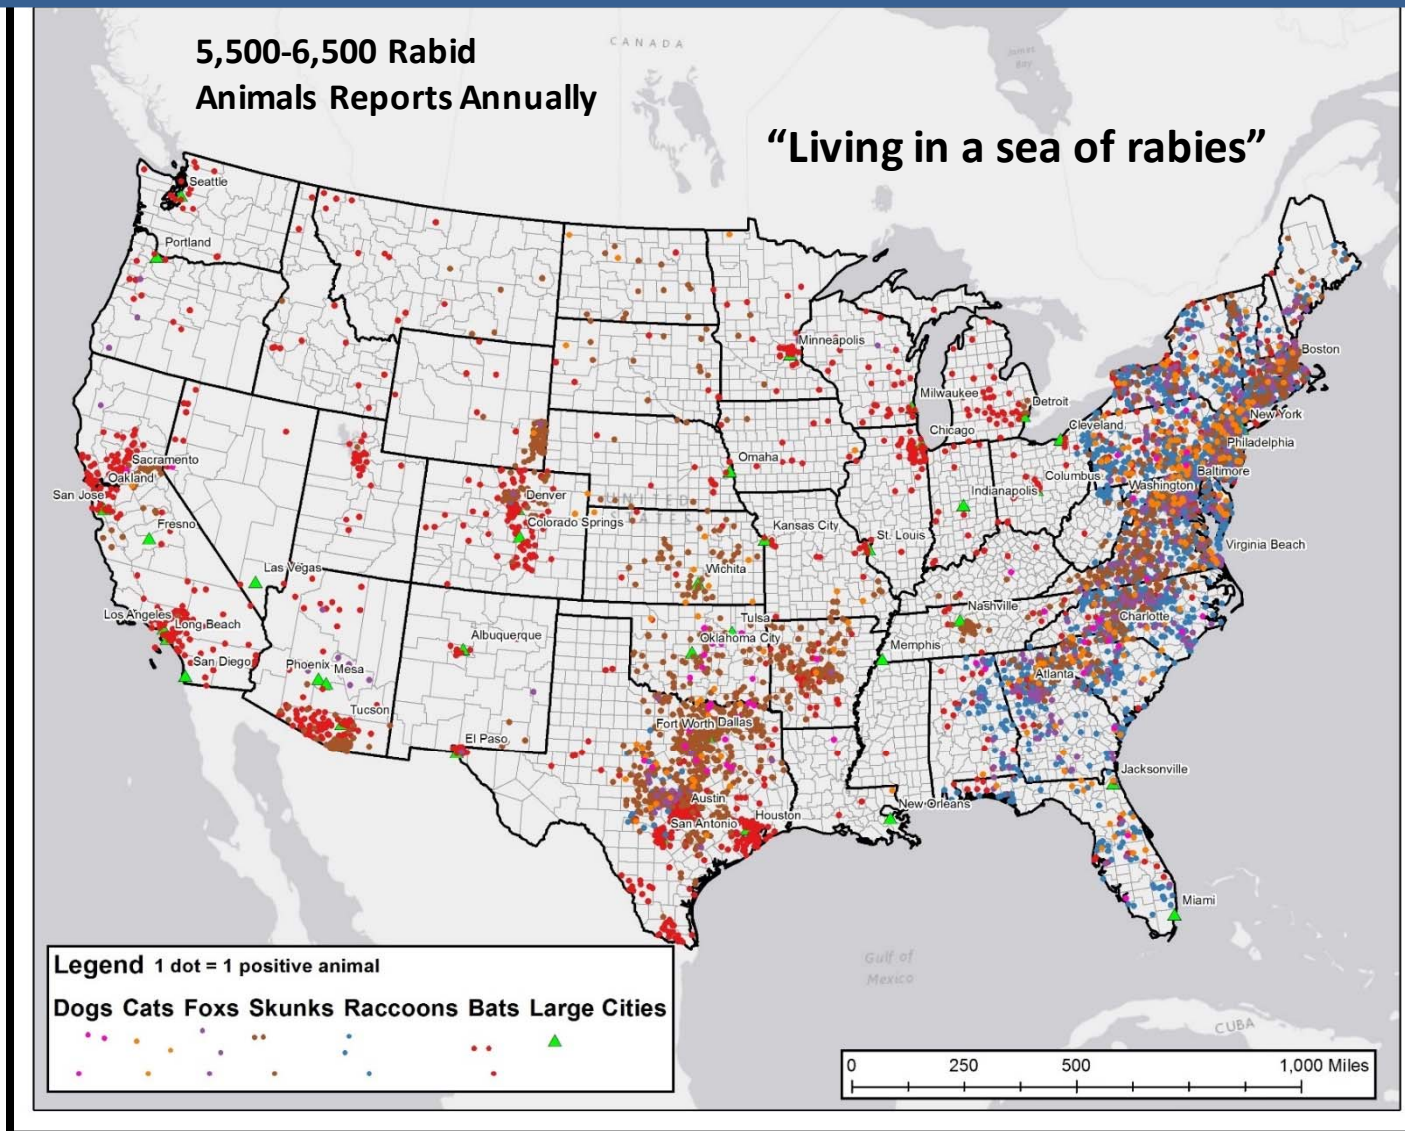 5,500-6,500 Rabid
Animals Reports Annually
“Living in a sea of rabies”
CANADA
James
Bay
Seattle
Portland
Minneapolis
Boston
Milwaukee
Detroit
New York
Cleveland
Chicago
Philadelphia
Sacramento
Omaha
Baltimore
Oakland
Columbus
Washington
San Jose
Denver
Indianapolis
UNITED
STATES
Fresno
Colorado Springs
Kansas City
St. Louis
Virginia Beach
Las Vegas
Wichita
Los Angeles
Long Beach
Nashville
Tulsa
Charlotte
Albuquerque
Oklahoma City
Memphis
San Diego
Phoenix
Mesa
Atlanta
Tucson
Fort Worth
Dallas
El Paso
Jacksonville
Austin
New Orleans
San Antonio
Houston
Miami
Gulf of
Mexico
CUBA
Legend 1 dot = 1 positive animal
Dogs Cats Foxs Skunks Raccoons Bats Large Cities
0 250 500 1,000 Miles